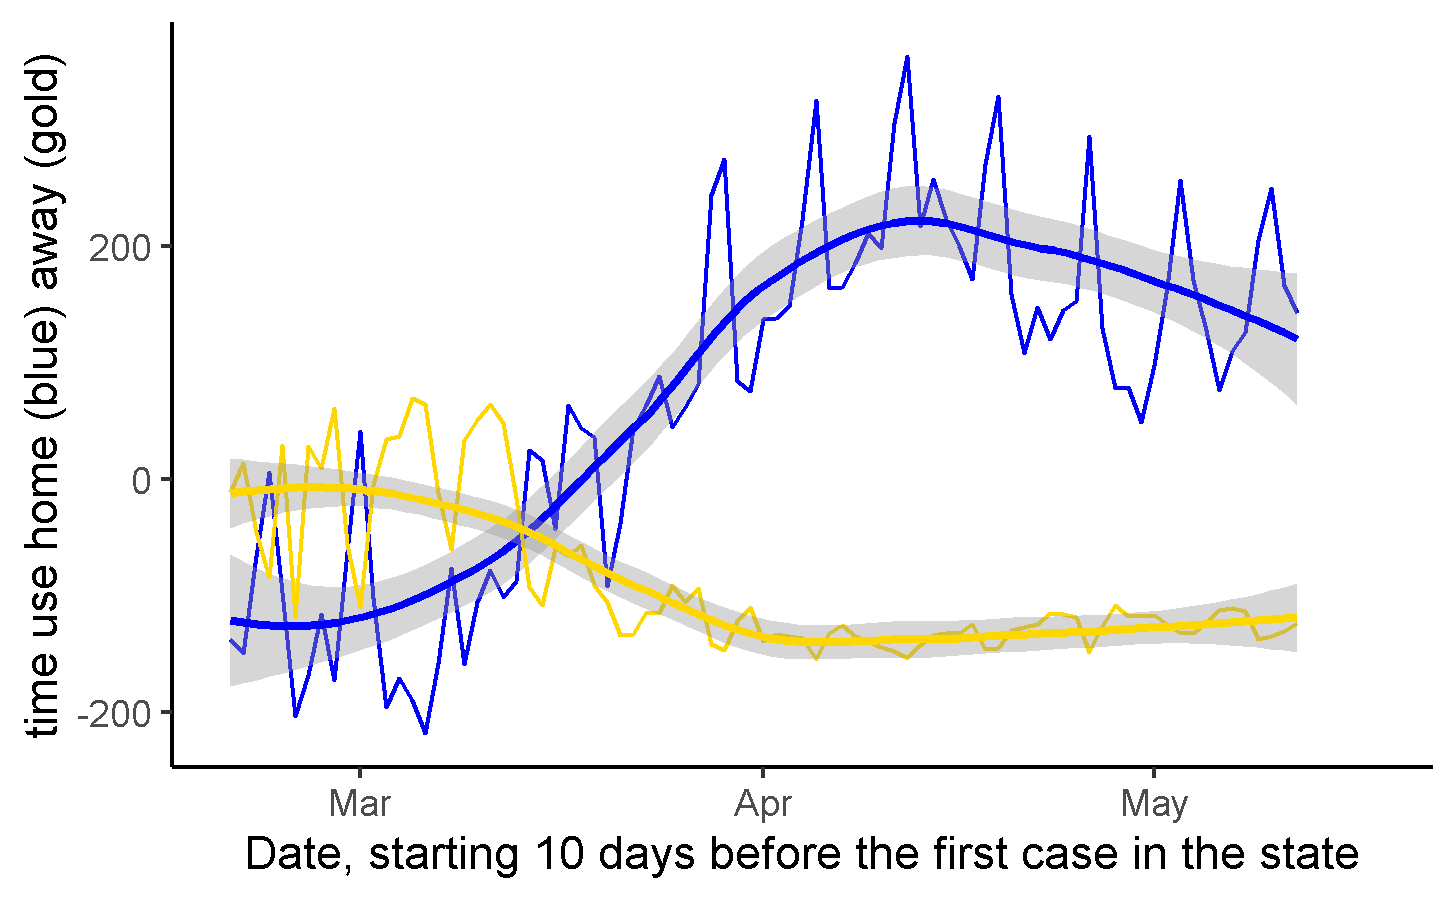 time use home (blue) away (gold)
200
0
-200
Mar
Apr
May
Date, starting 10 days before the first case in the state